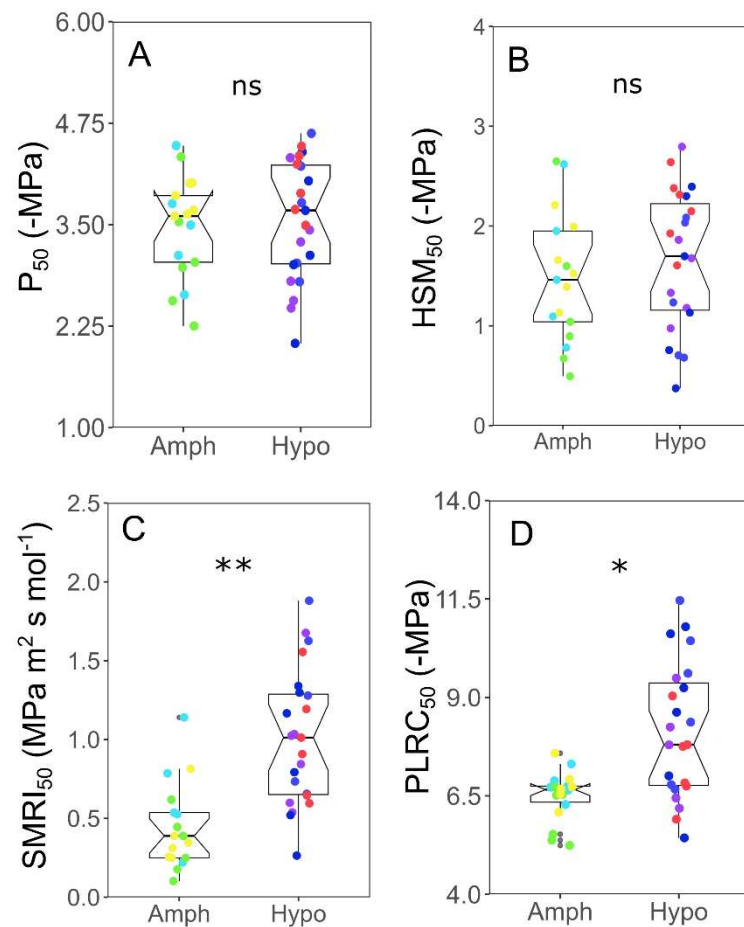 A
ns
P50 (-MPa)
6.00
4.75
3.50
2.25
1.00
Amph Hypo
B
ns
HSM50 (-MPa)
4
3
2
1
0
Amph Hypo
C
**
SMRI50 (MPa m2 s mol-1)
2.5
2.0
1.5
1.0
0.5
0.0
Amph Hypo
D
*
PLRC50 (-MPa)
14.0
11.5
9.0
6.5
4.0
Amph Hypo